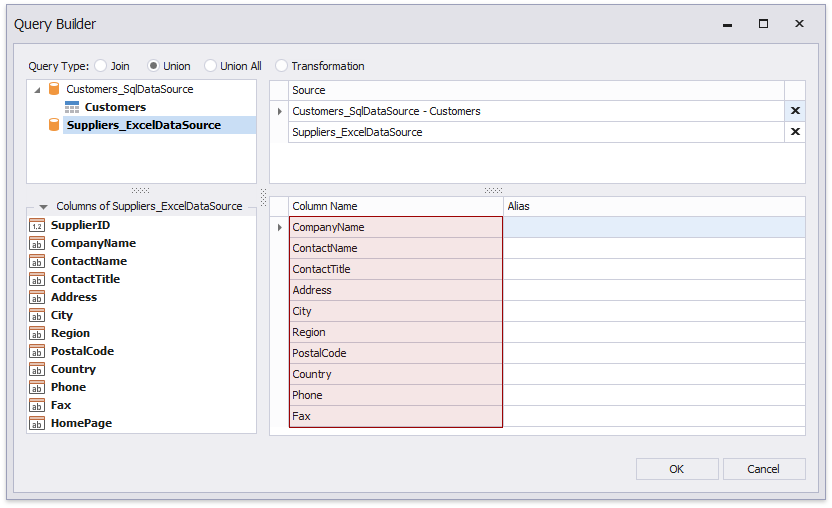 Query Builder
Query Type: Join Union Union All Transformation
Customers_SqlDataSource
Customers
Suppliers_ExcelDataSource
Source
Customers_SqlDataSource - Customers
Suppliers_ExcelDataSource
Columns of Suppliers_ExcelDataSource
1,2 SupplierID
ab CompanyName
ab ContactName
ab ContactTitle
ab Address
ab City
ab Region
ab PostalCode
ab Country
ab Phone
ab Fax
ab HomePage
Column Name Alias
CompanyName
ContactName
ContactTitle
Address
City
Region
PostalCode
Country
Phone
Fax
OK Cancel